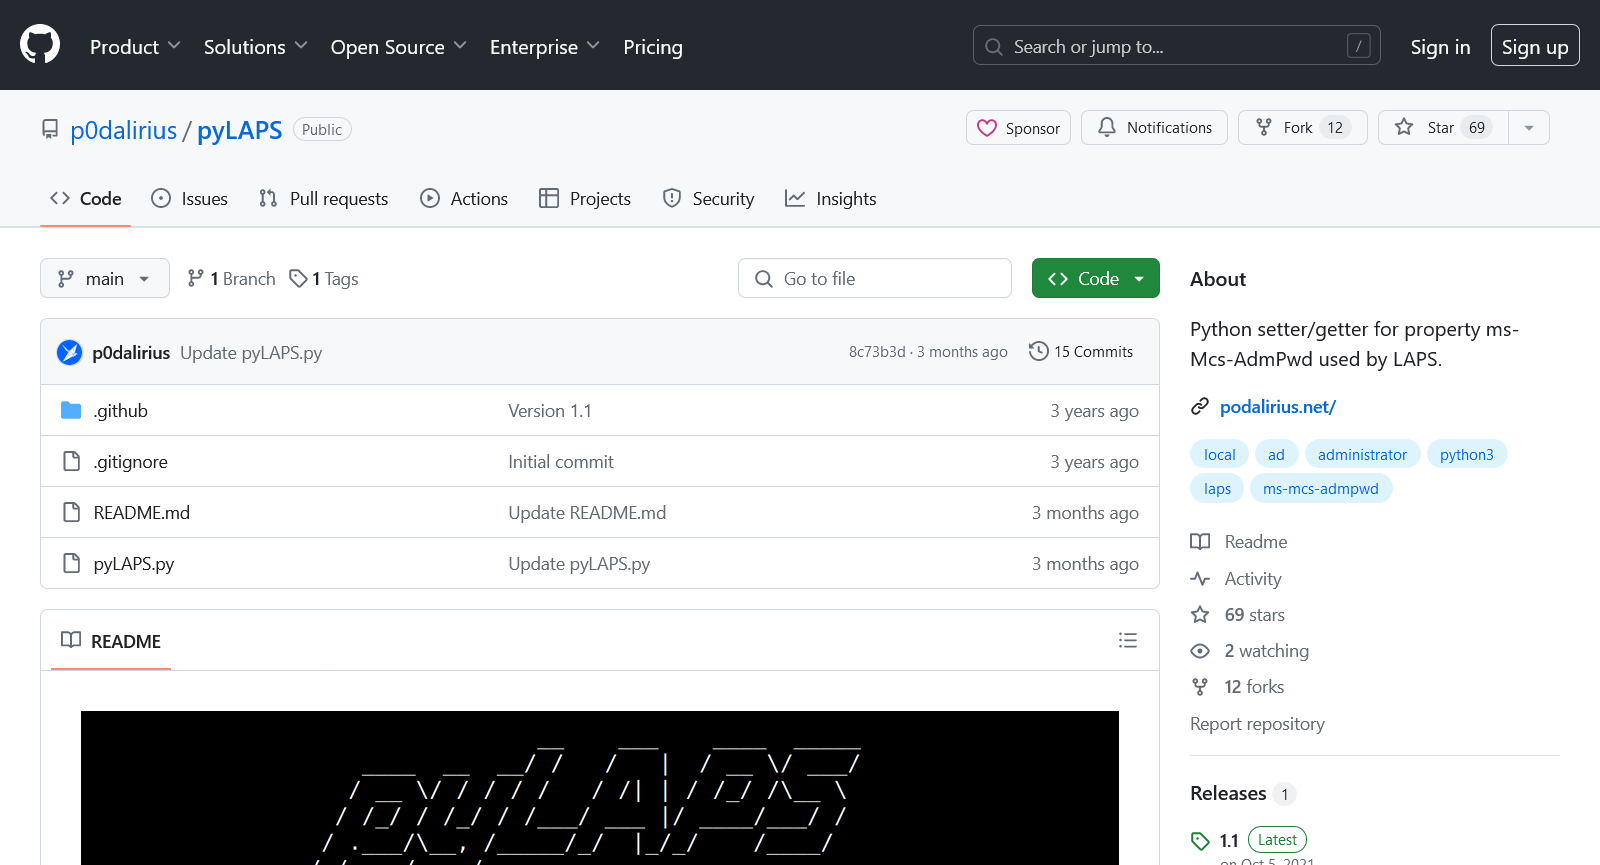 Product Solutions Open Source Enterprise Pricing Search or jump to... / Sign in Sign up
p0dalirius / pyLAPS Public Sponsor Notifications Fork 12 Star 69
Code Issues Pull requests Actions Projects Security Insights
main 1 Branch 1 Tags Go to file Code
p0dalirius Update pyLAPS.py 8c73b3d · 3 months ago 15 Commits
.github Version 1.1 3 years ago
.gitignore Initial commit 3 years ago
README.md Update README.md 3 months ago
pyLAPS.py Update pyLAPS.py 3 months ago
README
pyLAPS
About
Python setter/getter for property ms-
Mcs-AdmPwd used by LAPS.
podalirius.net/
local ad administrator python3
laps ms-mcs-admpwd
Readme
Activity
69 stars
2 watching
12 forks
Report repository
Releases 1
1.1 Latest
on Oct 5, 2021